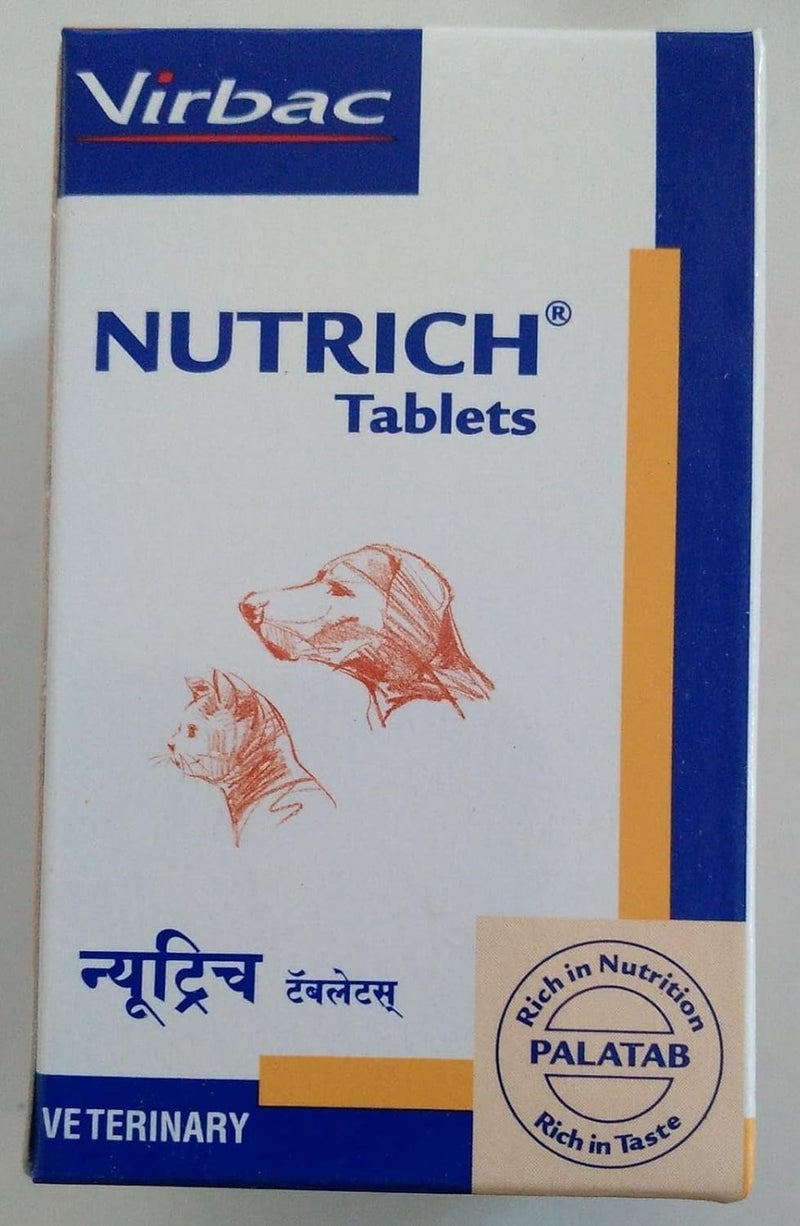 Virbac
NUTRICH®
Tablets
न्यूट्रिच टॅबलेटस्
VETERINARY
Rich in Nutrition
PALATAB
Rich in Taste